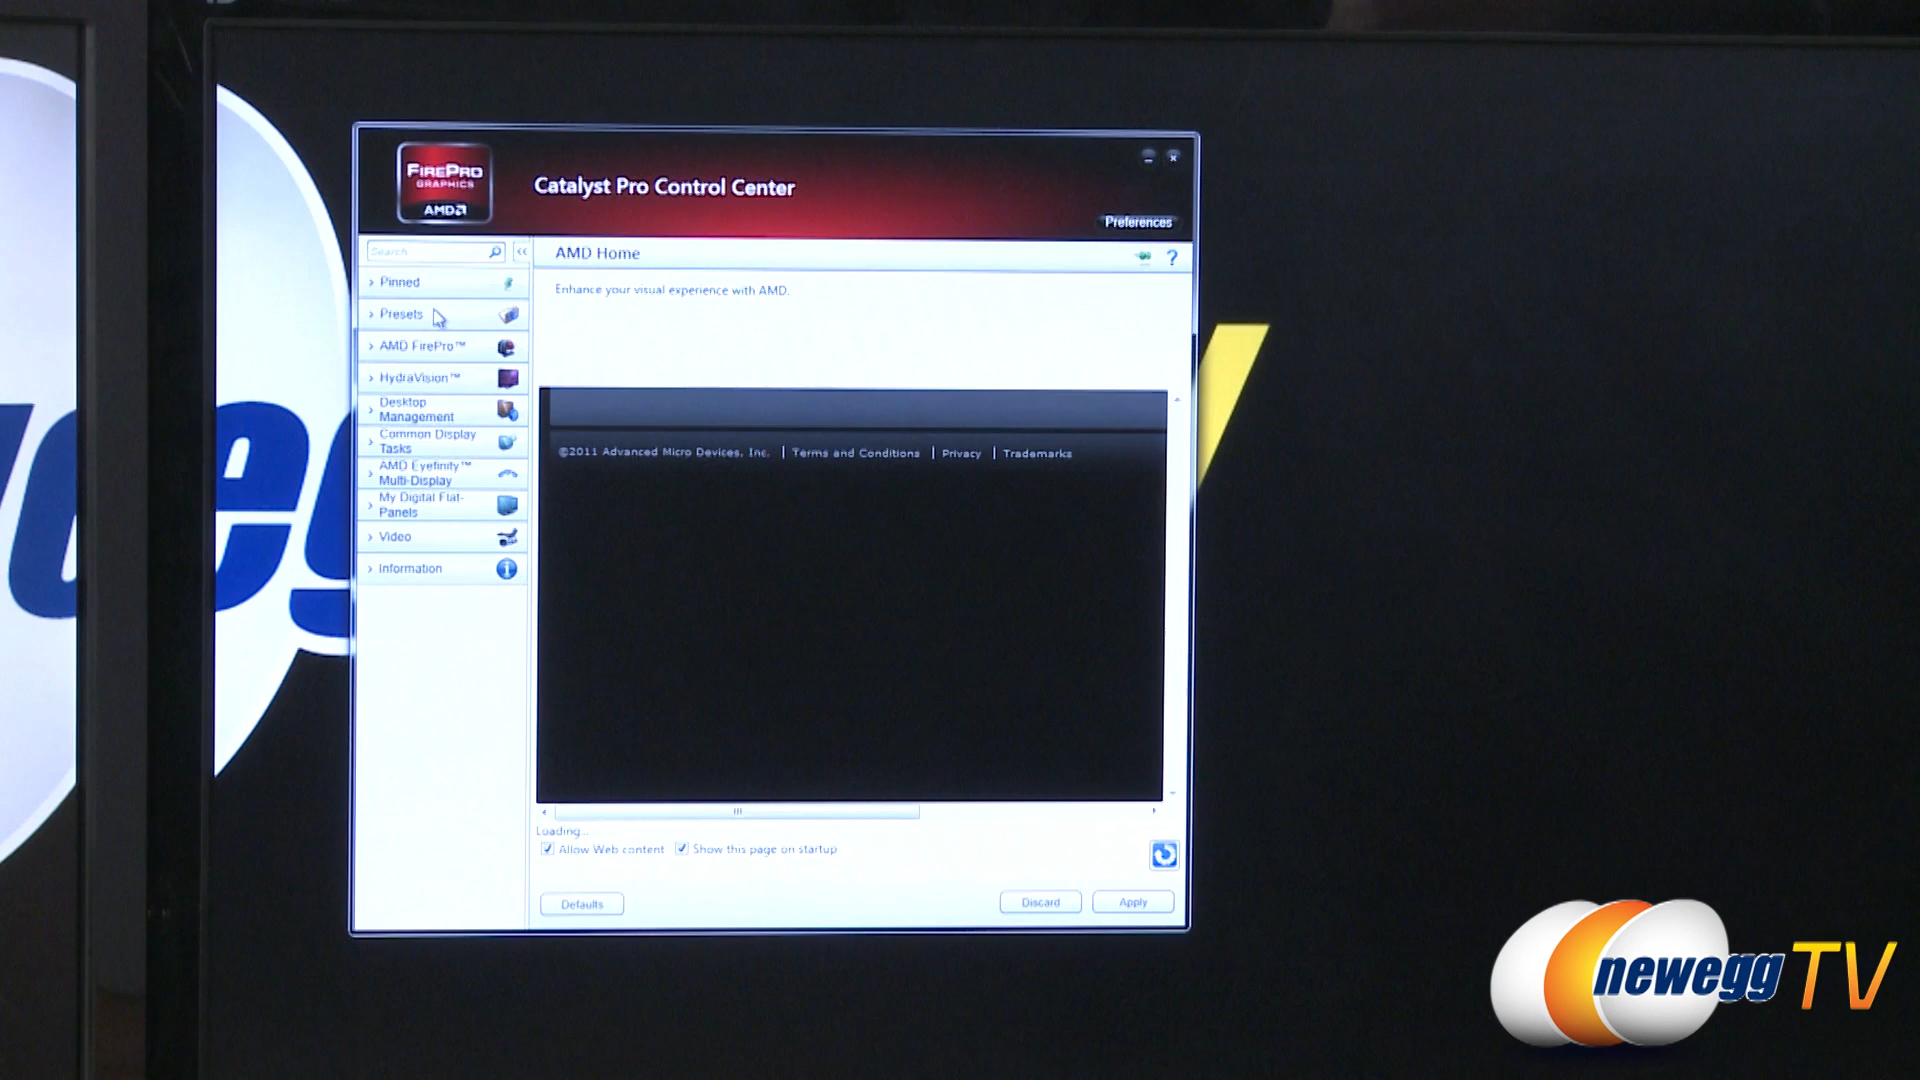 FIREPRO
GRAPHICS
AMD
Catalyst Pro Control Center
Preferences
Search
AMD Home
Pinned
Enhance your visual experience with AMD.
Presets
AMD FirePro™
HydraVision™
Desktop
Management
Common Display
Tasks
AMD Eyefinity™
Multi-Display
My Digital Flat-
Panels
Video
Information
©2011 Advanced Micro Devices, Inc. | Terms and Conditions | Privacy | Trademarks
Loading...
Allow Web content
Show this page on startup
Defaults
Discard
Apply
newegg TV